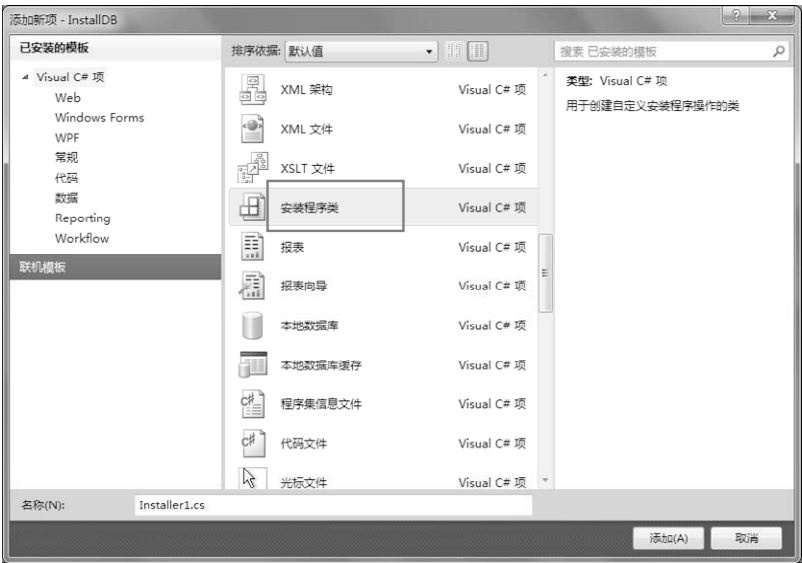 添加新项 - InstallDB
已安装的模板
排序依据: 默认值
搜索 已安装的模板
Visual C# 项
Web
Windows Forms
WPF
常规
代码
数据
Reporting
Workflow
联机模板
XML 架构 Visual C# 项
XML 文件 Visual C# 项
XSLT 文件 Visual C# 项
安装程序类 Visual C# 项
报表 Visual C# 项
报表向导 Visual C# 项
本地数据库 Visual C# 项
本地数据库缓存 Visual C# 项
程序集信息文件 Visual C# 项
代码文件 Visual C# 项
光标文件 Visual C# 项
类型: Visual C# 项
用于创建自定义安装程序操作的类
名称(N): Installer1.cs
添加(A) 取消